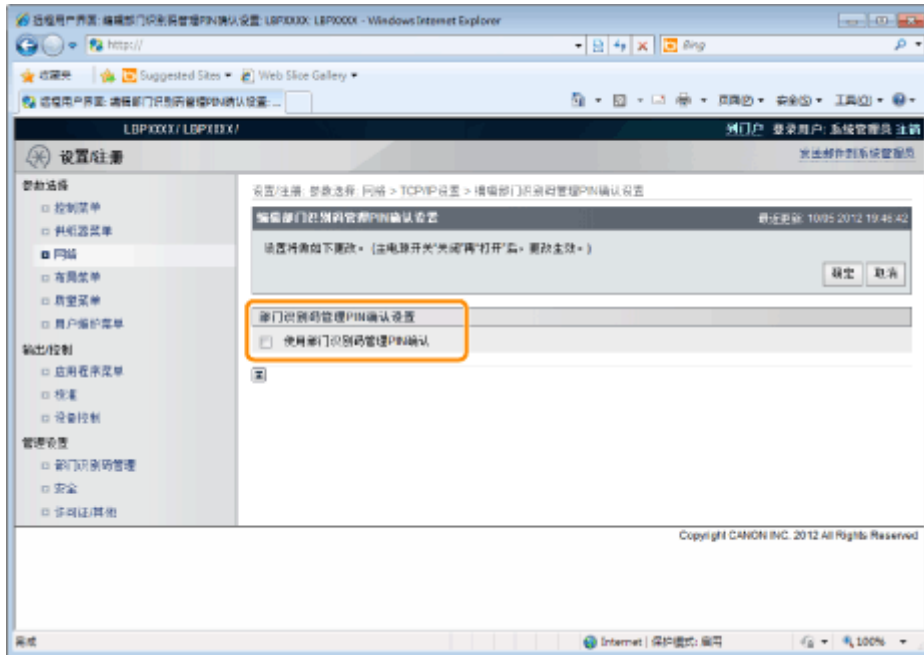 远程用户界面: 编辑部门识别码管理PIN确认设置: LBPXXXX: LBPXXXX - Windows Internet Explorer
http://
Bing
收藏夹 Suggested Sites Web Slice Gallery
远程用户界面: 编辑部门识别码管理PIN确认设置: ...
页面(P) 安全(S) 工具(O)
LBPXXXX / LBPXXXX /
到门户 登录用户: 系统管理员 注销
设置/注册
发送邮件到系统管理员
参数选择
控制菜单
供纸器菜单
网络
布局菜单
质量菜单
用户维护菜单
输出/控制
应用程序菜单
校准
设备控制
管理设置
部门识别码管理
安全
许可证/其他
设置/注册: 参数选择: 网络 > TCP/IP设置 > 编辑部门识别码管理PIN确认设置
编辑部门识别码管理PIN确认设置
最近更新: 10/05 2012 19:46:42
设置将做如下更改。(主电源开关"关闭"再"打开"后，更改生效。)
确定 取消
部门识别码管理PIN确认设置
使用部门识别码管理PIN确认
Copyright CANON INC. 2012 All Rights Reserved
完成
Internet | 保护模式: 启用
100%